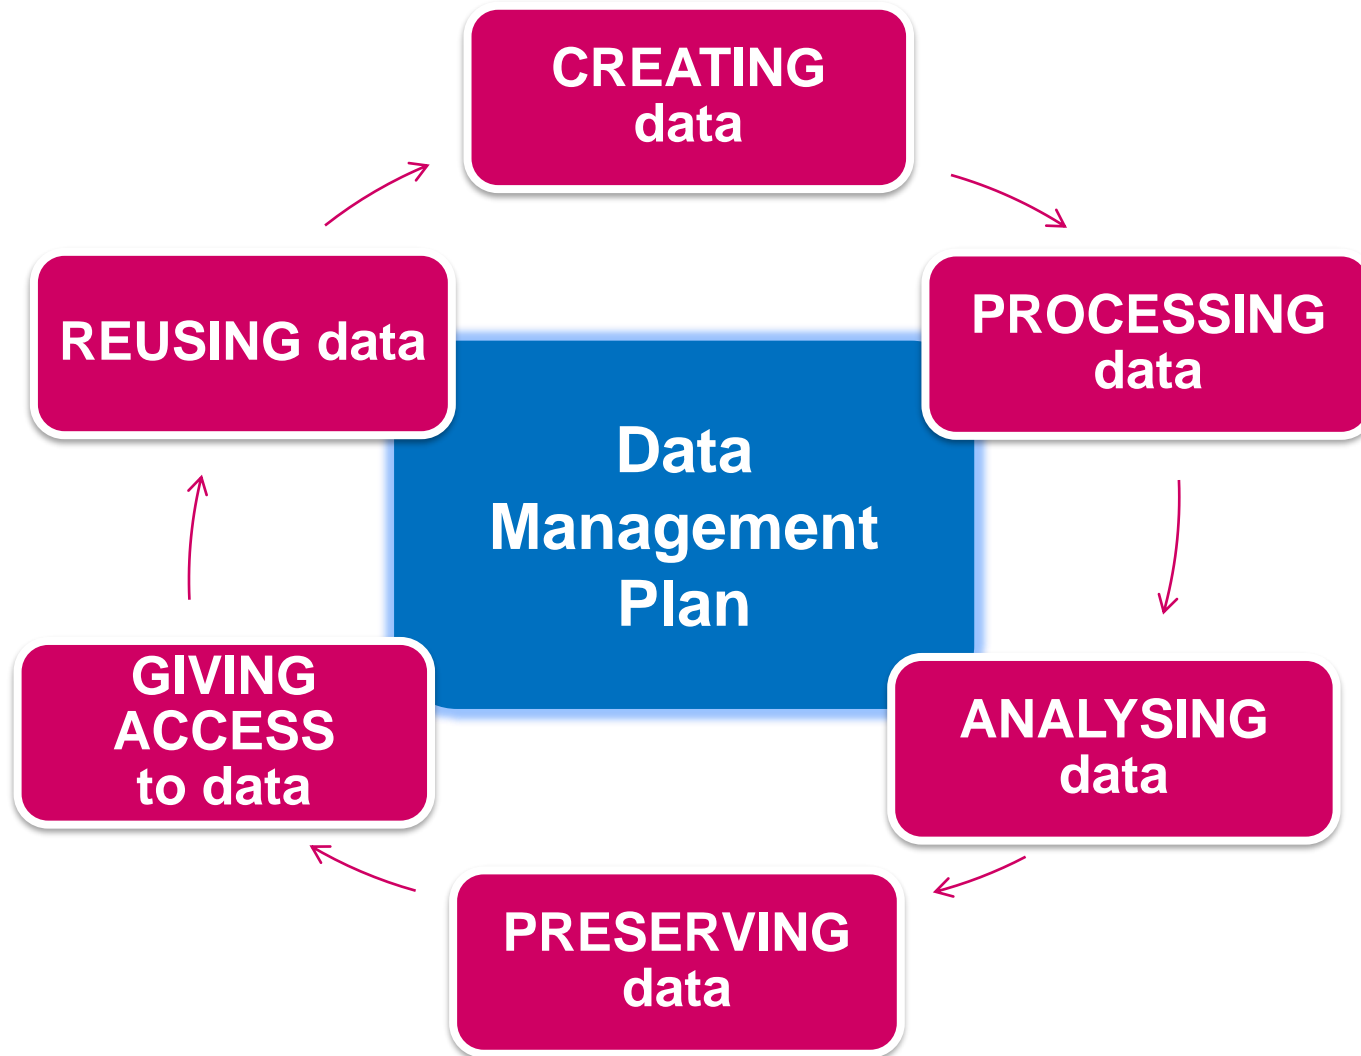 CREATING
data
PROCESSING
data
ANALYSING
data
PRESERVING
data
GIVING
ACCESS
to data
REUSING data
Data
Management
Plan